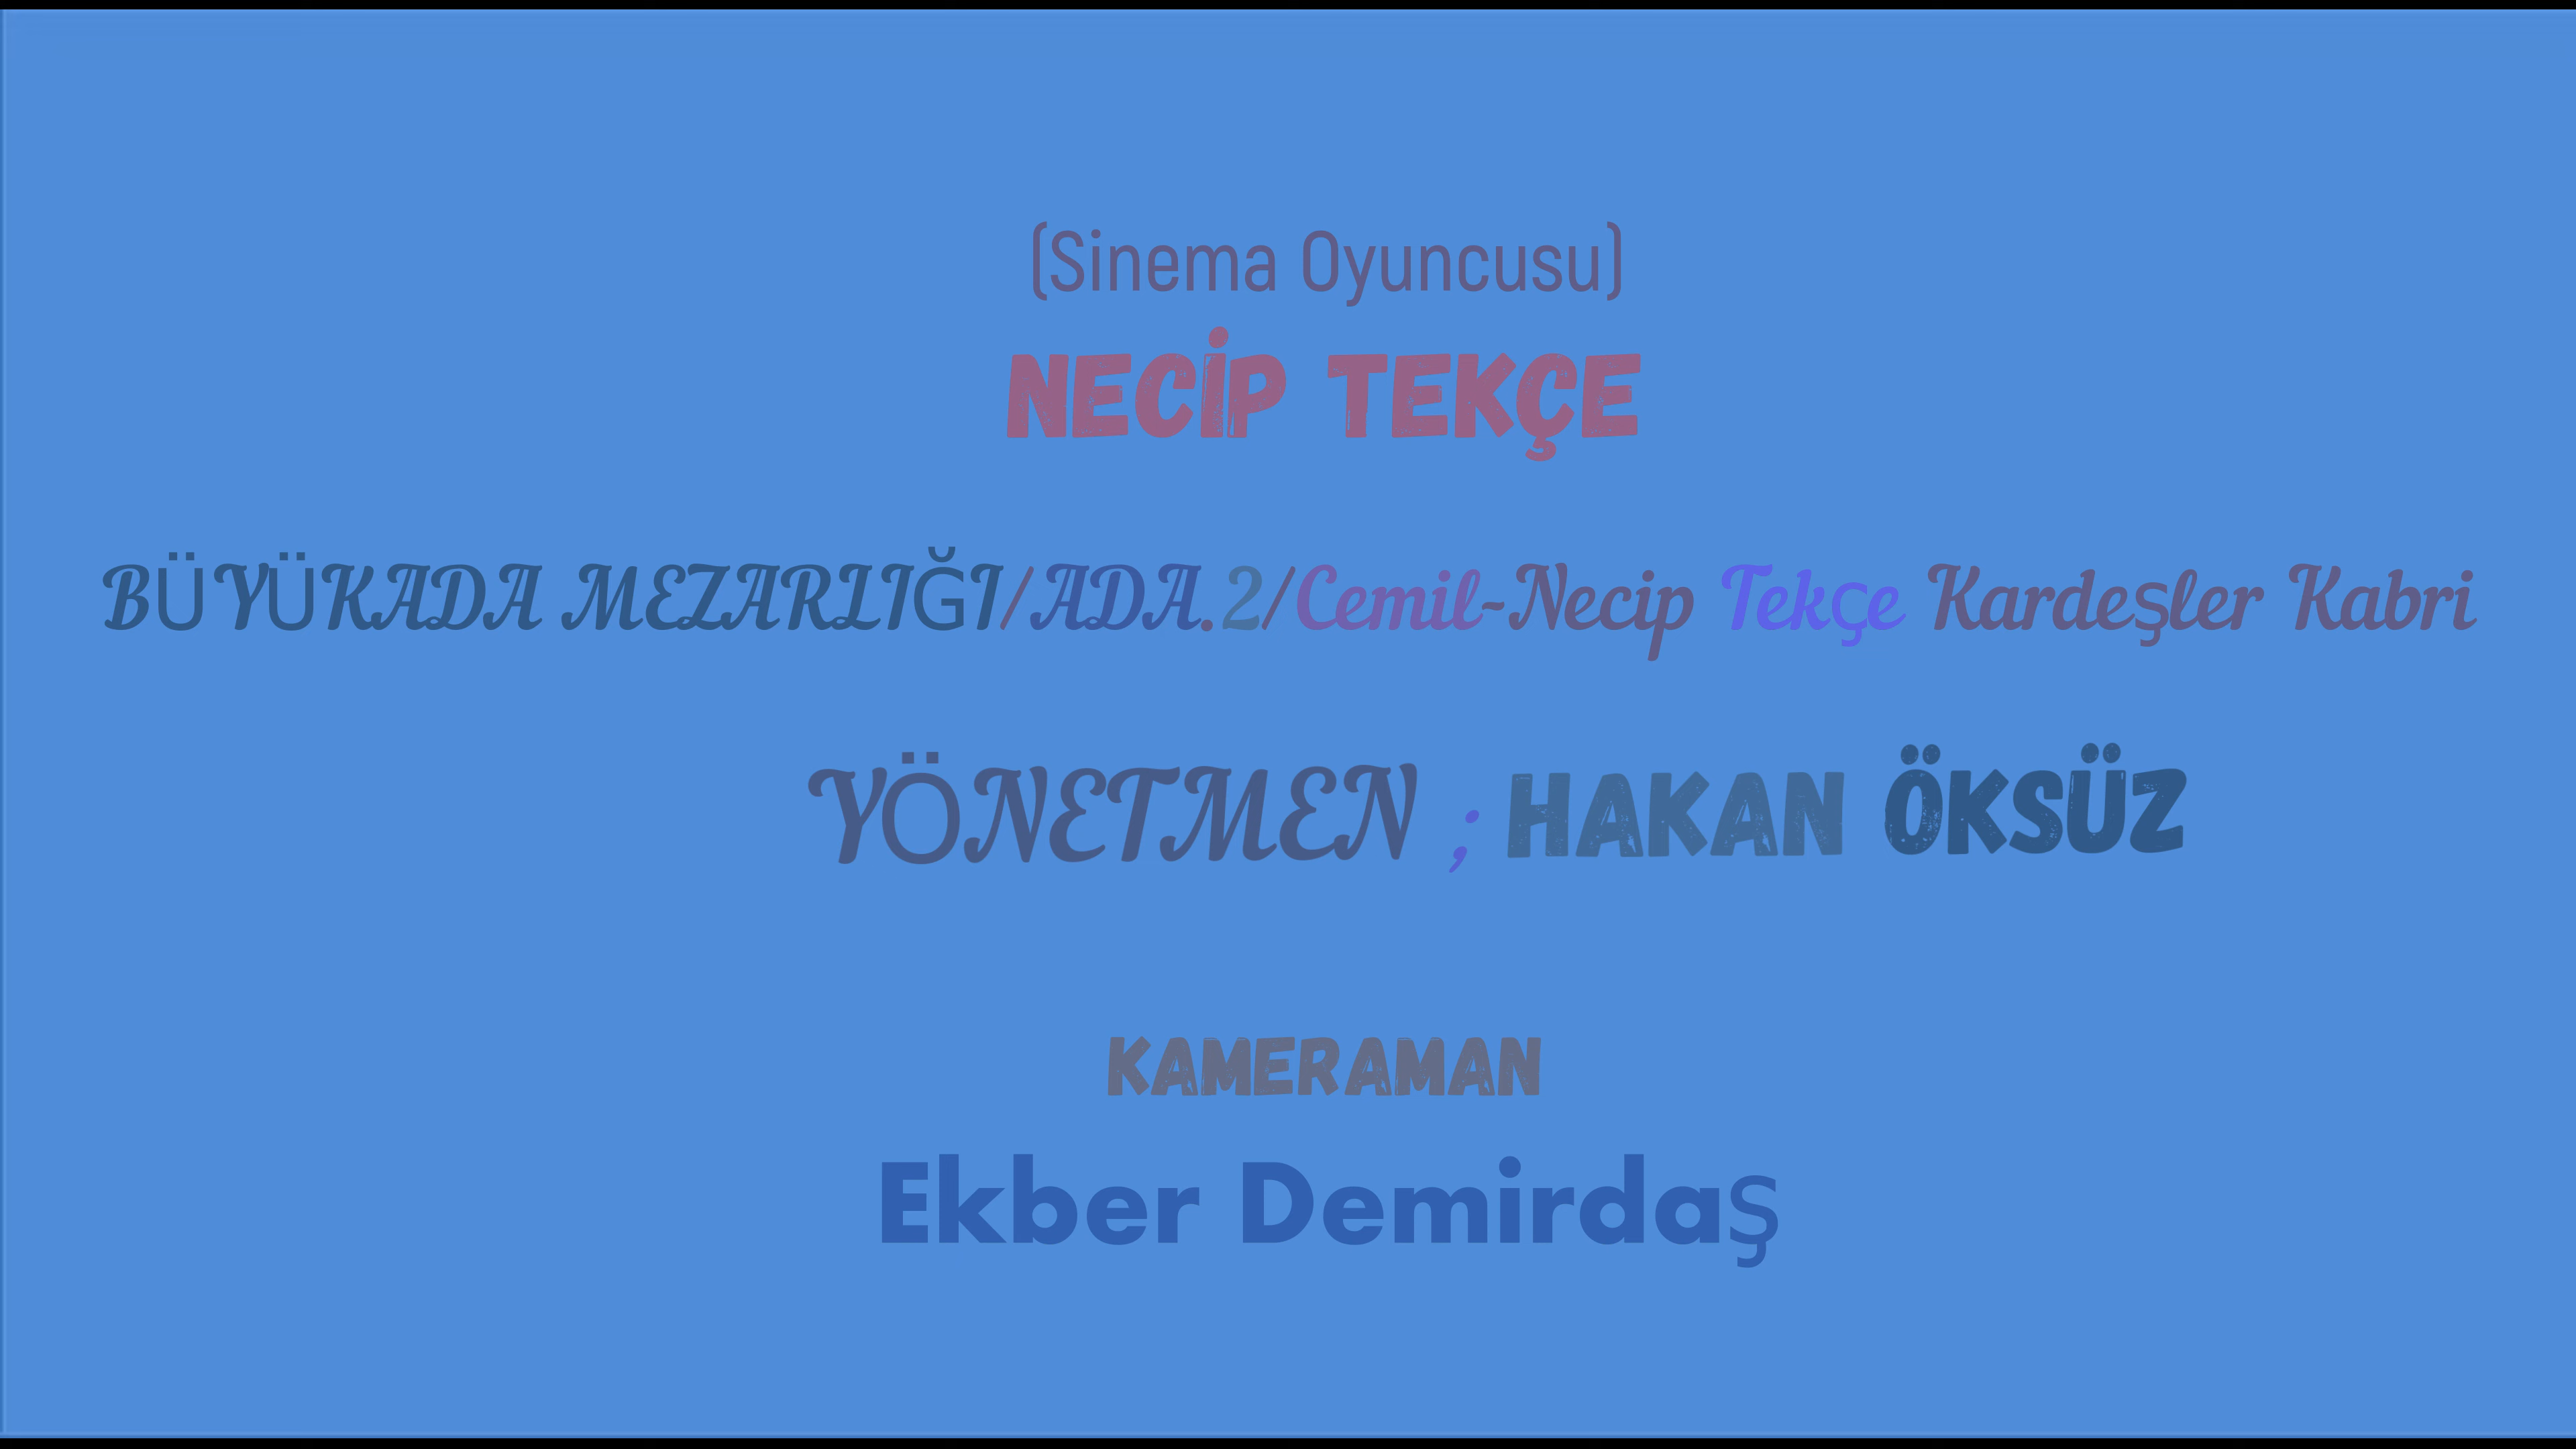 (Sinema Oyuncusu)
NECİP TEKÇE
BÜYÜKADA MEZARLIĞI/ADA.2/Cemil-Necip Tekçe Kardeşler Kabri
YÖNETMEN ; HAKAN ÖKSÜZ
KAMERAMAN
Ekber Demirdaş